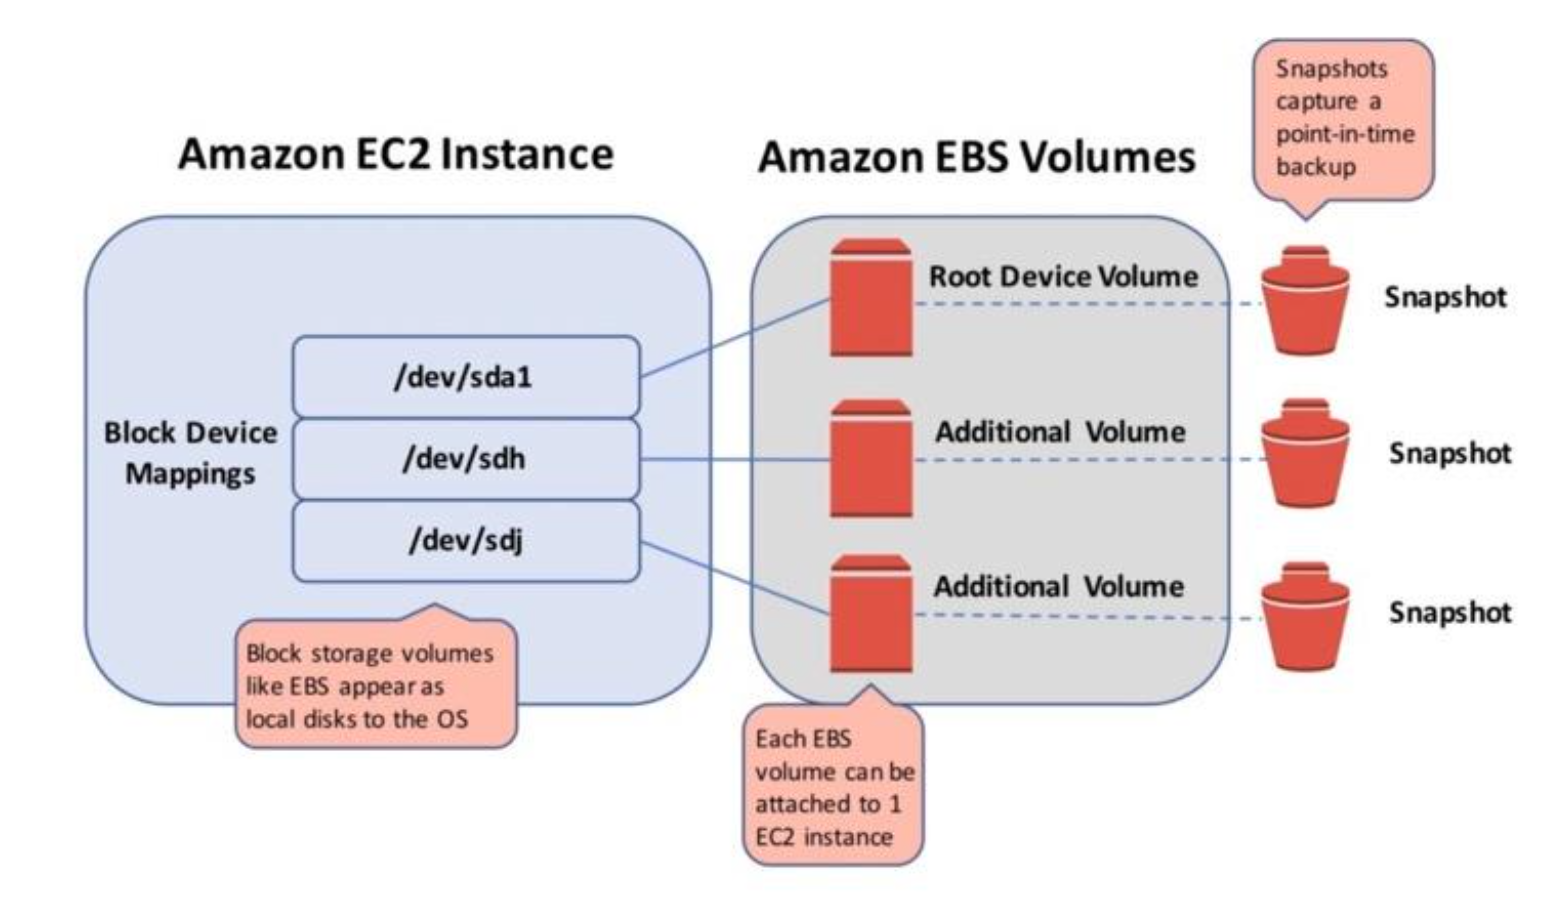 Snapshots
capture a
point-in-time
backup
Amazon EC2 Instance
Amazon EBS Volumes
Root Device Volume
Snapshot
/dev/sda1
Block Device
Mappings
/dev/sdh
Additional Volume
Snapshot
/dev/sdj
Additional Volume
Snapshot
Block storage volumes
like EBS appear as
local disks to the OS
Each EBS
volume can be
attached to 1
EC2 instance